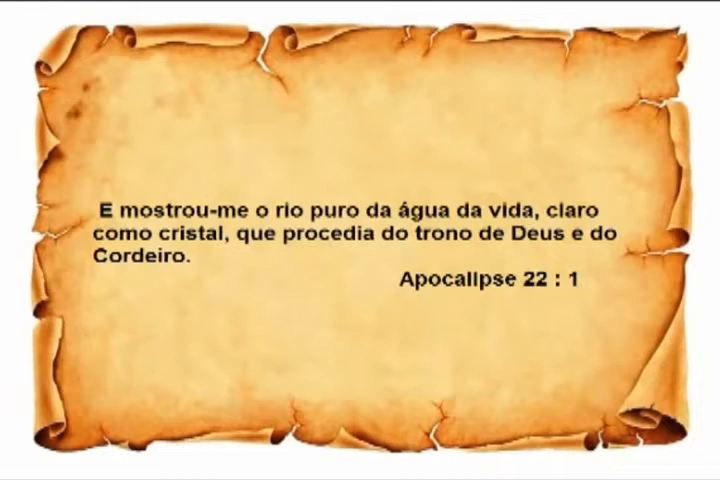 E mostrou-me o rio puro da água da vida, claro
como cristal, que procedia do trono de Deus e do
Cordeiro.
Apocalipse 22 : 1